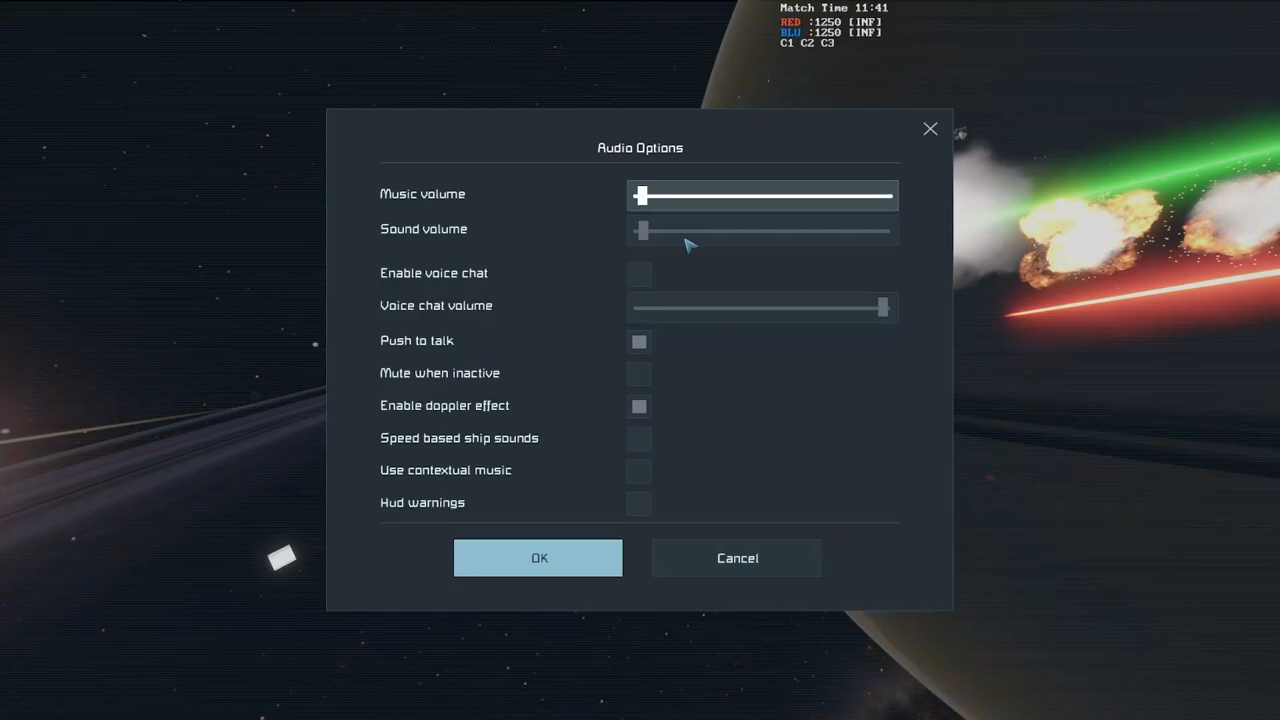 Match Time 11:41
RED :1250 [INF]
BLU :1250 [INF]
C1 C2 C3
Audio Options
Music volume
Sound volume
Enable voice chat
Voice chat volume
Push to talk
Mute when inactive
Enable doppler effect
Speed based ship sounds
Use contextual music
Hud warnings
OK Cancel